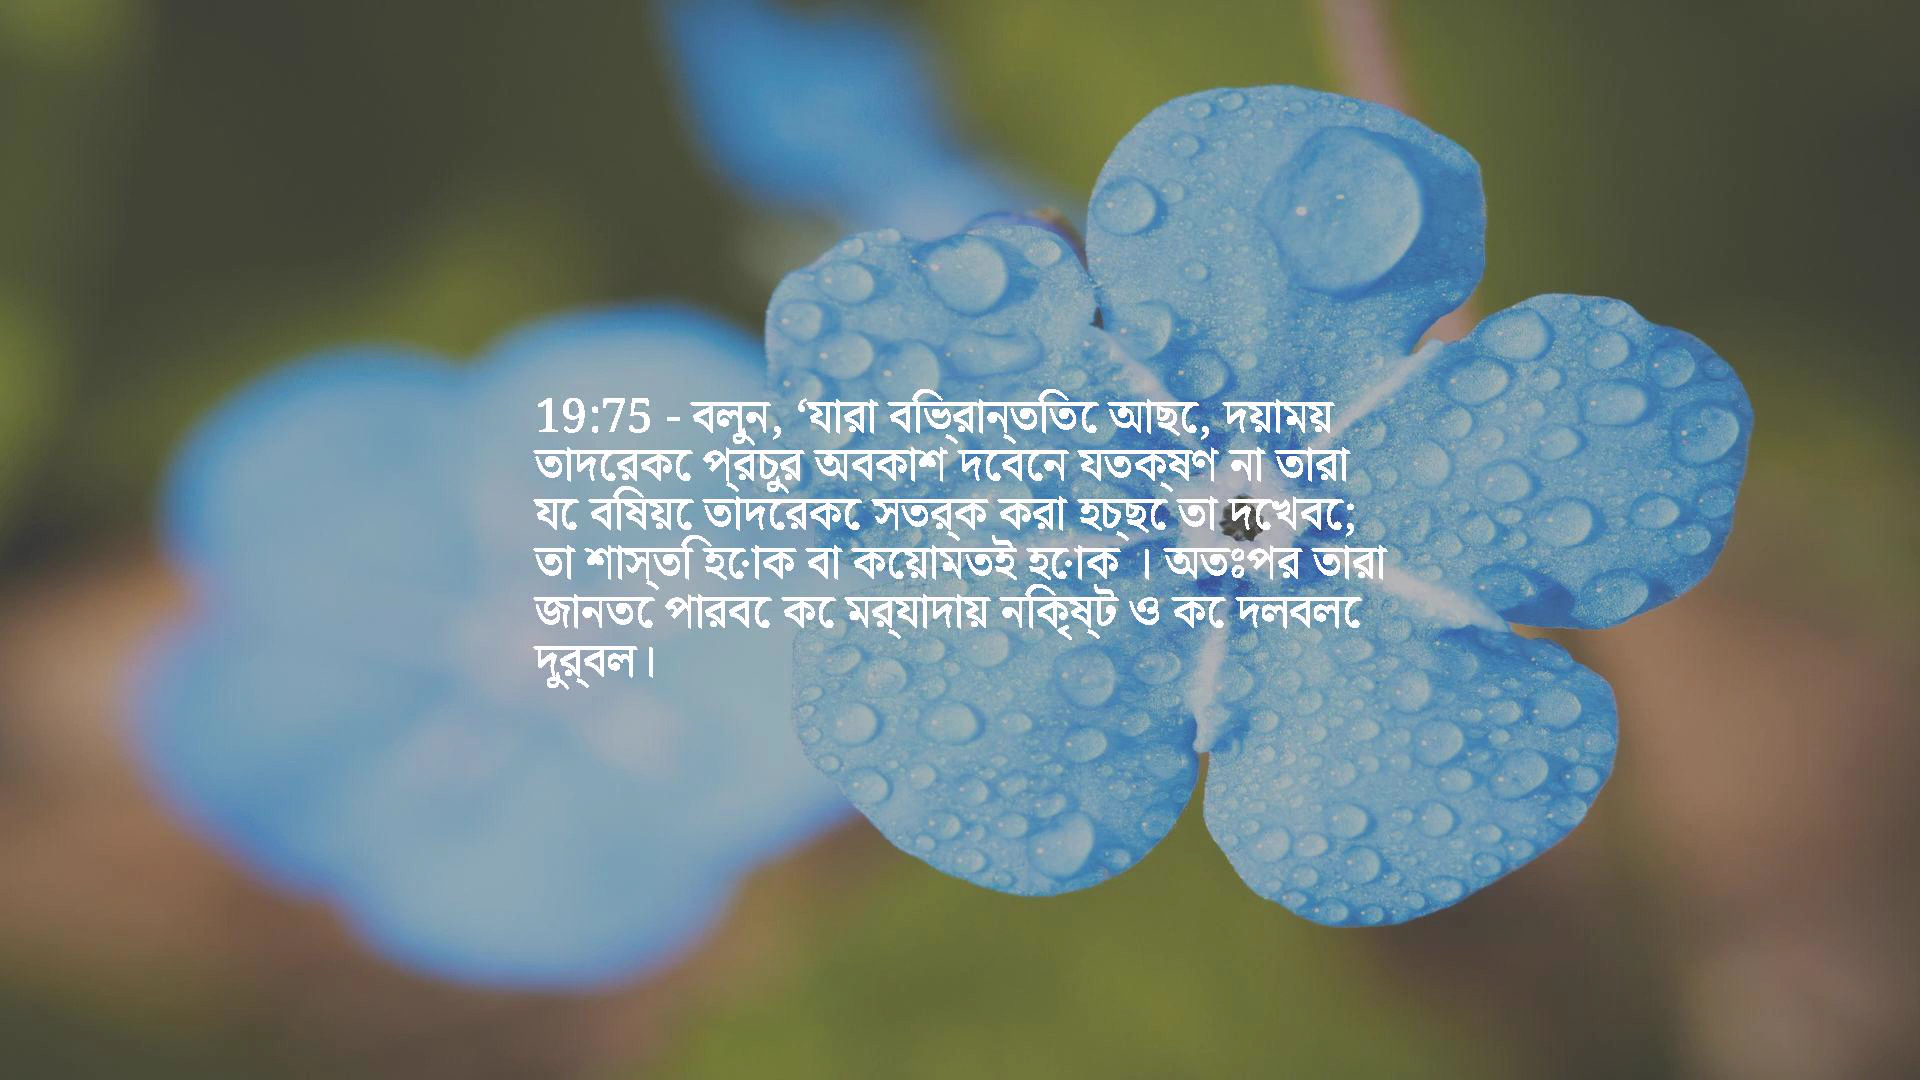 19:75 - বলুন, ‘যারা বিভ্রান্তিতে আছে, দয়াময়
তাদেরকে প্রচুর অবকাশ দেবেন যতক্ষণ না তারা
যে বিষয়ে তাদেরকে সতর্ক করা হচ্ছে তা দেখবে;
তা শাস্তি হোক বা কেয়ামতই হোক । অতঃপর তারা
জানতে পারবে কে মর্যাদায় নিকৃষ্ট ও কে দলবলে
দুর্বল।